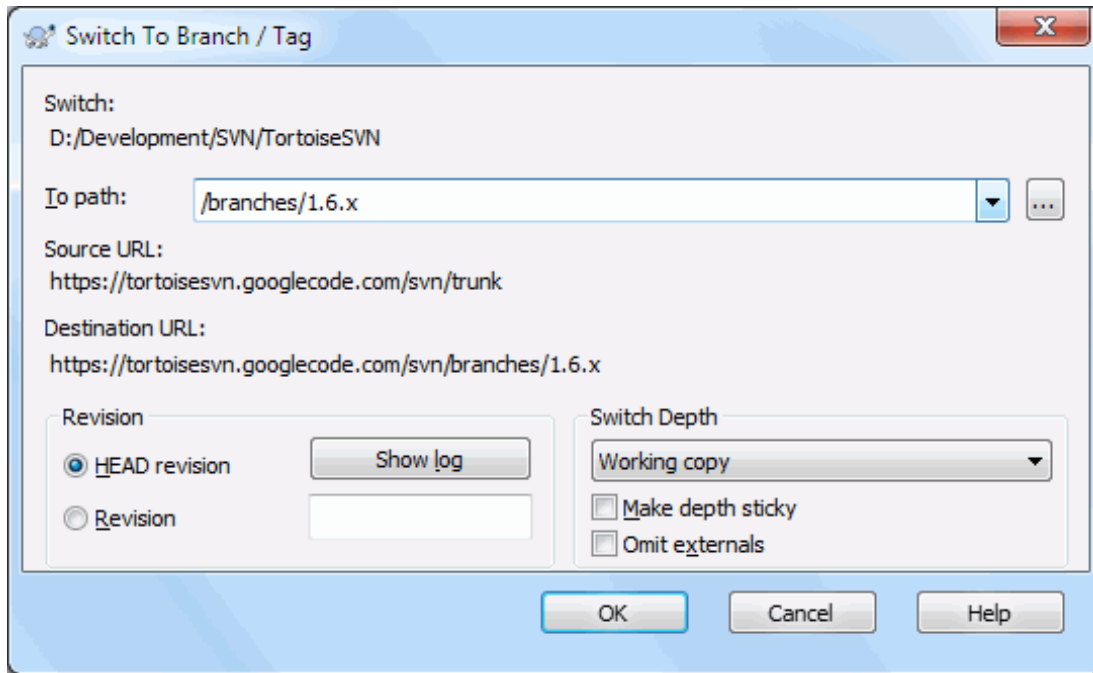 Switch To Branch / Tag
X
Switch:
D:/Development/SVN/TortoiseSVN
To path:
/branches/1.6.x
...
Source URL:
https://tortoisesvn.googlecode.com/svn/trunk
Destination URL:
https://tortoisesvn.googlecode.com/svn/branches/1.6.x
Revision
HEAD revision
Show log
Revision
Switch Depth
Working copy
Make depth sticky
Omit externals
OK
Cancel
Help